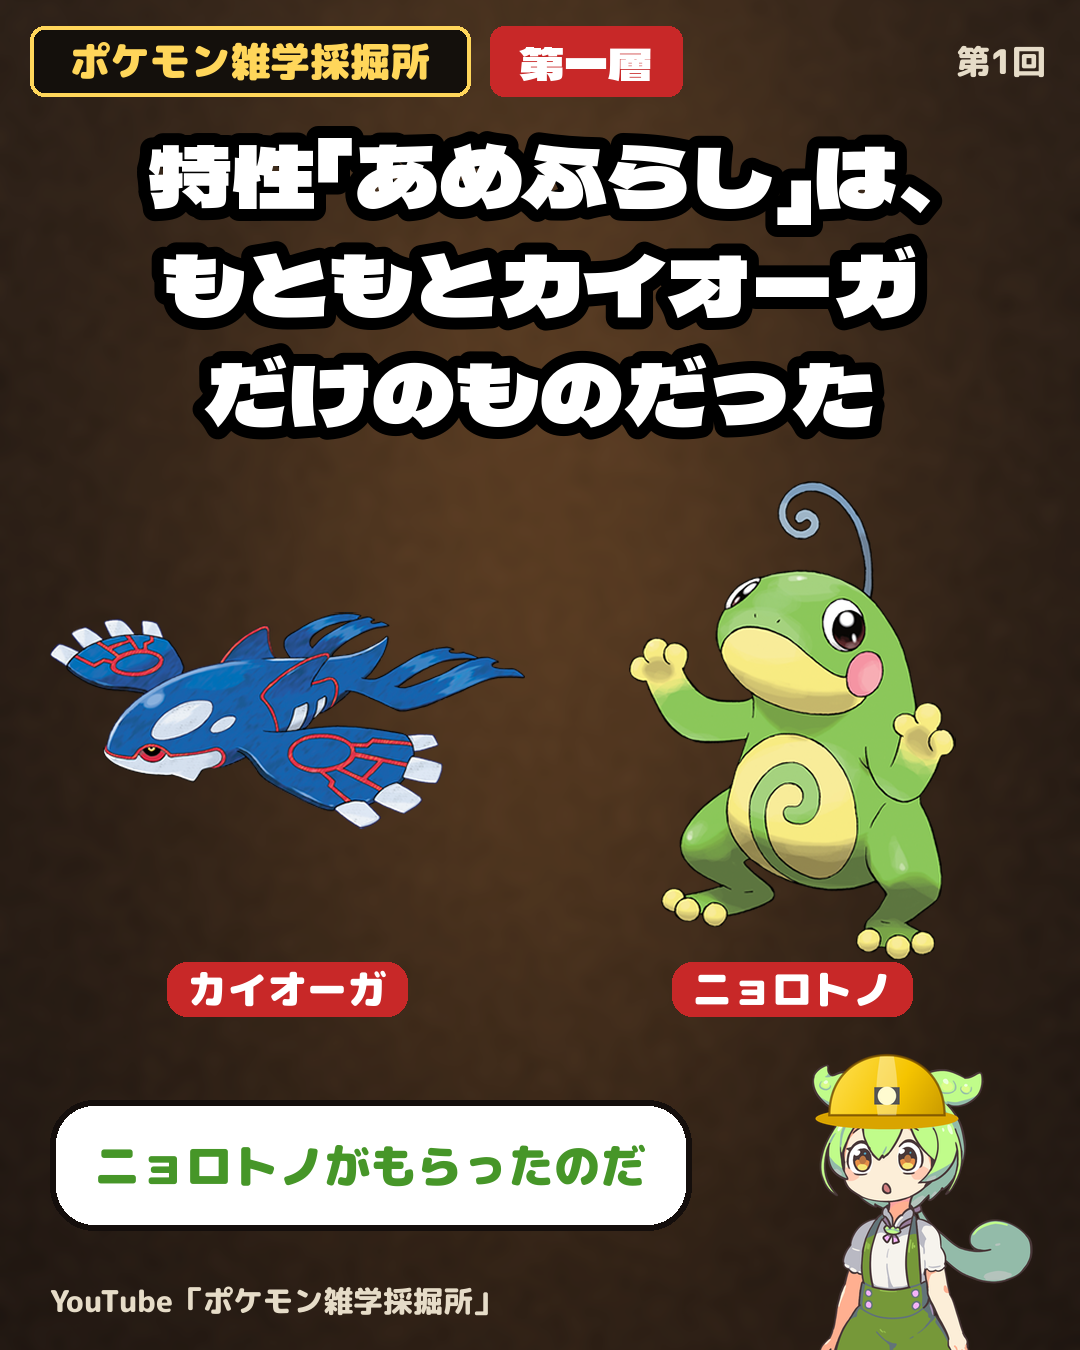 ポケモン雑学採掘所
第一層
第1回
特性「あめふらし」は、
もともとカイオーガ
だけのものだった
カイオーガ
ニョロトノ
ニョロトノがもらったのだ
YouTube「ポケモン雑学採掘所」